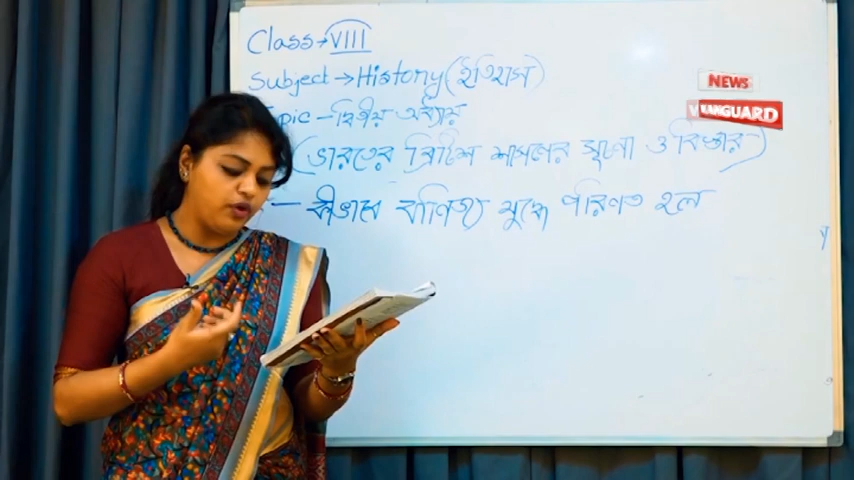 Class→VIII
Subject →History (ইতিহাস)
NEWS
VANGUARD
pic – দ্বিতীয় অধ্যায়
(ভারতের ব্রিটিশ শাসনের সূচনা ও বিস্তার)
– কীভাবে বাণিজ্য যুদ্ধে পরিণত হল